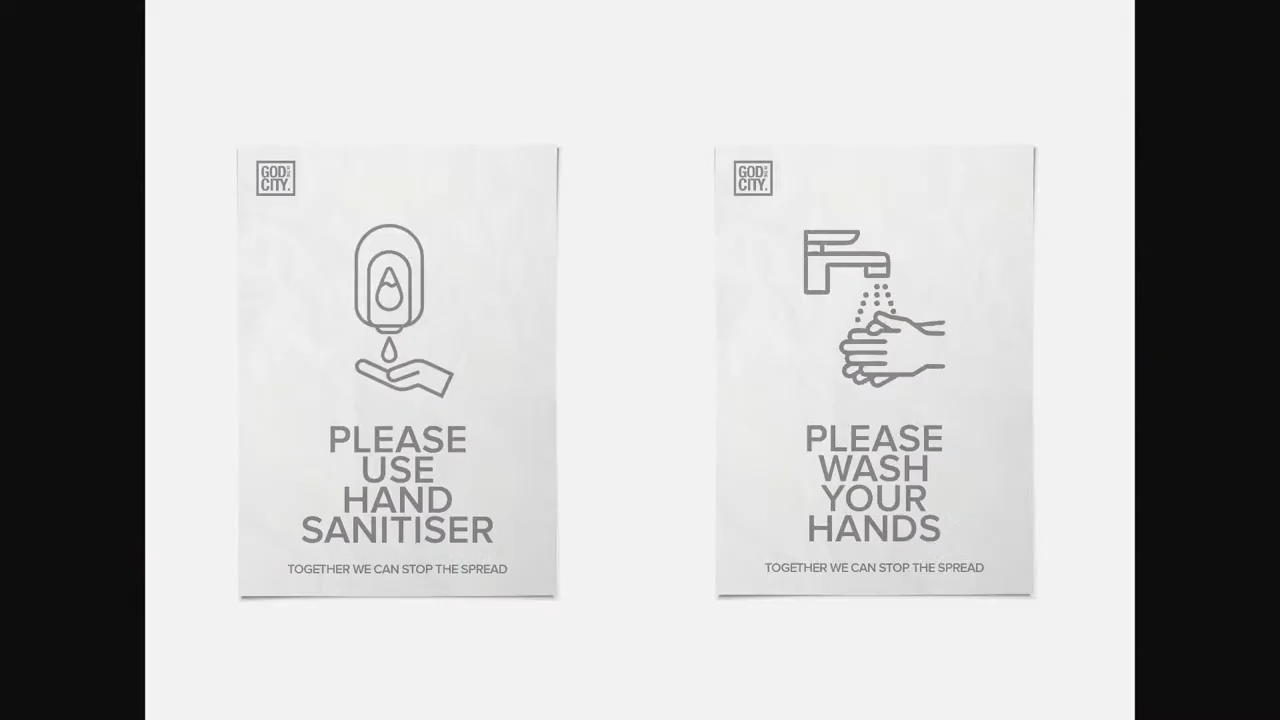 GOD
CITY.
PLEASE
USE
HAND
SANITISER
TOGETHER WE CAN STOP THE SPREAD
GOD
CITY.
PLEASE
WASH
YOUR
HANDS
TOGETHER WE CAN STOP THE SPREAD